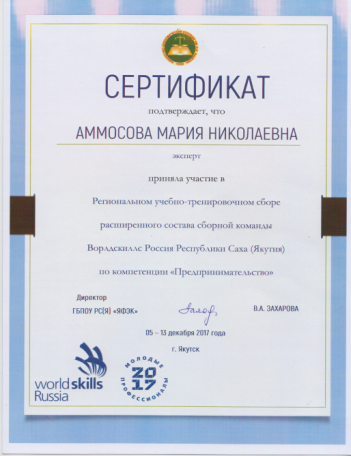 СЕРТИФИКАТ
подтверждает, что
АММОСОВА МАРИЯ НИКОЛАЕВНА
эксперт
приняла участие в
Региональном учебно-тренировочном сборе
расширенного состава сборной команды
Ворлдскиллс Россия Республики Саха (Якутия)
по компетенции «Предпринимательство»
Директор
ГБПОУ РС(Я) «ЯФЭК»
В.А. ЗАХАРОВА
05 - 13 декабря 2017 года
г. Якутск
worldskills
Russia
МОЛОДЫЕ
2017
ПРОФЕССИОНАЛЫ